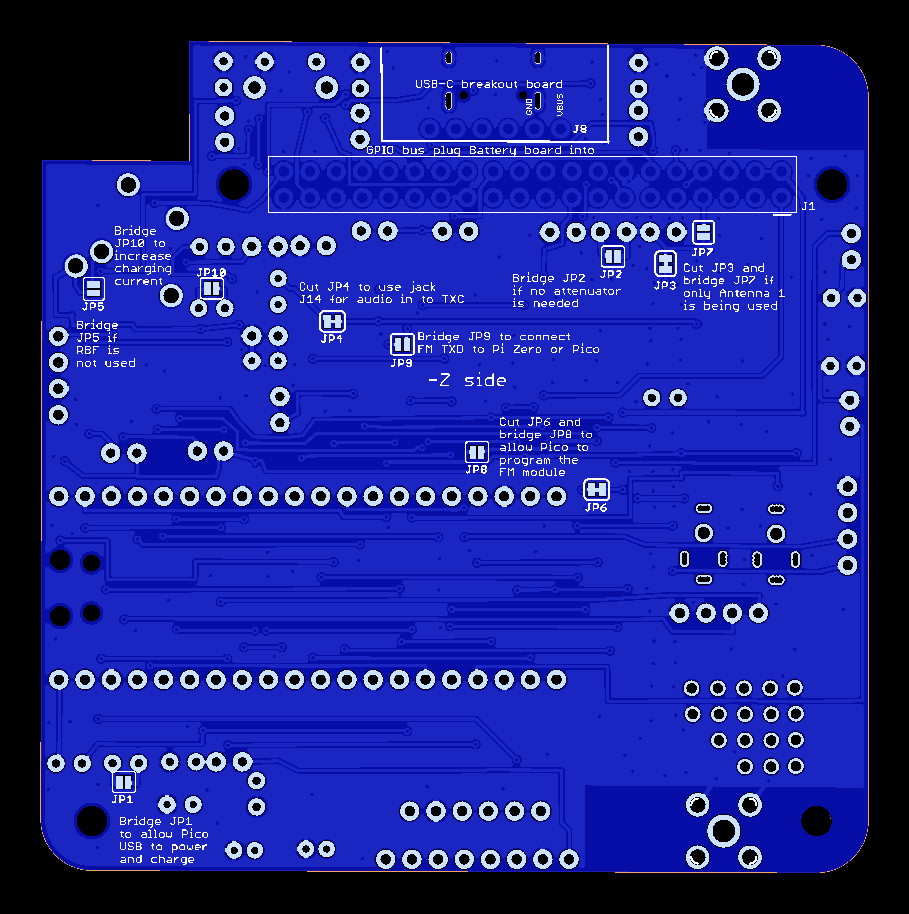 USB-C breakout board
GND
VBUS
J8
GPIO bus plug Battery board into
J1
Bridge
JP10 to
increase
charging
current
JP10
JP5
JP7
JP2
JP3
Cut JP3 and
bridge JP7 if
only Antenna 1
is being used
Bridge JP2
if no attenuator
is needed
Cut JP4 to use jack
J14 for audio in to TXC
JP4
Bridge
JP5 if
RBF is
not used
Bridge JP9 to connect
FM TXD to Pi Zero or Pico
JP9
-Z side
Cut JP6 and
bridge JP8 to
allow Pico to
program the
FM module
JP8
JP6
JP1
Bridge JP1
to allow Pico
USB to power
and charge